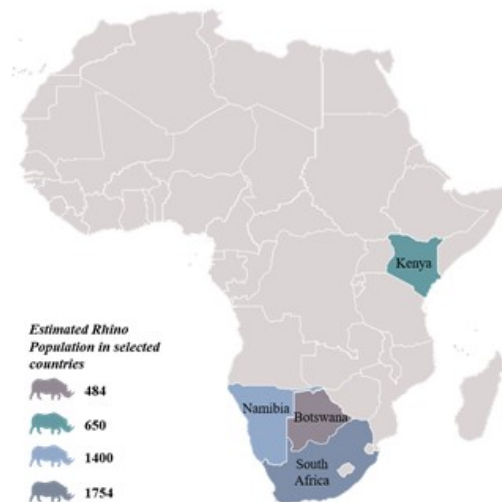 Kenya
Estimated Rhino
Population in selected
countries
484
650
1400
1754
Namibia
Botswana
South
Africa